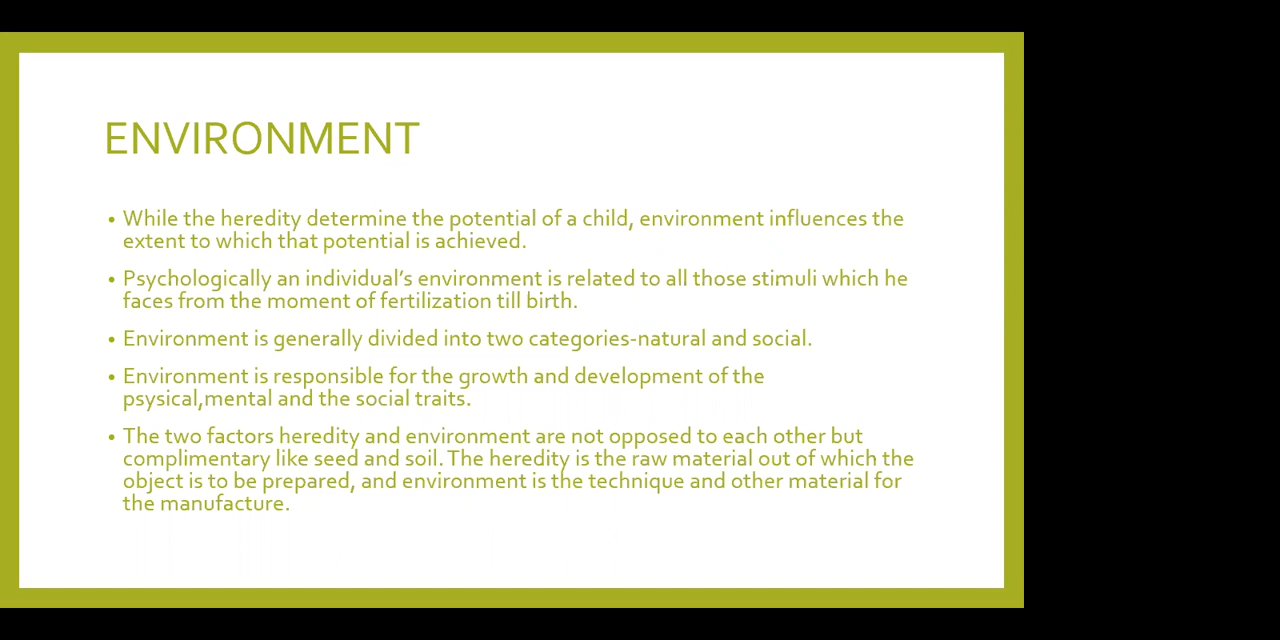 ENVIRONMENT
• While the heredity determine the potential of a child, environment influences the
extent to which that potential is achieved.
• Psychologically an individual’s environment is related to all those stimuli which he
faces from the moment of fertilization till birth.
• Environment is generally divided into two categories-natural and social.
• Environment is responsible for the growth and development of the
psysical,mental and the social traits.
• The two factors heredity and environment are not opposed to each other but
complimentary like seed and soil. The heredity is the raw material out of which the
object is to be prepared, and environment is the technique and other material for
the manufacture.